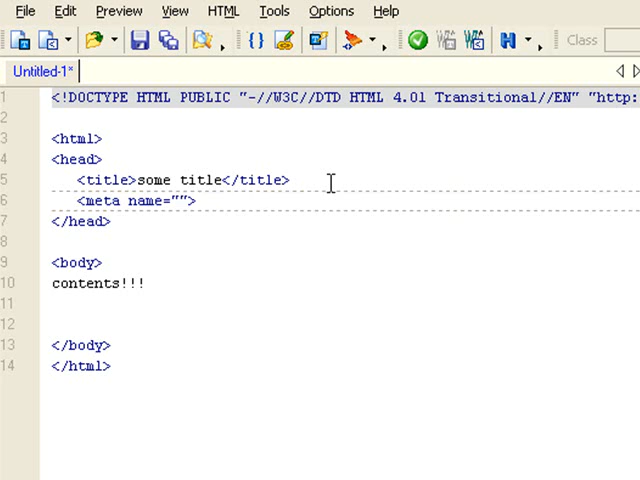 File Edit Preview View HTML Tools Options Help
Class
Untitled-1*
1 <!DOCTYPE HTML PUBLIC "-//W3C//DTD HTML 4.01 Transitional//EN" "http:
2
3 <html>
4 <head>
5 <title>some title</title>
6 <meta name="">
7 </head>
8
9 <body>
10 contents!!!
11
12
13 </body>
14 </html>